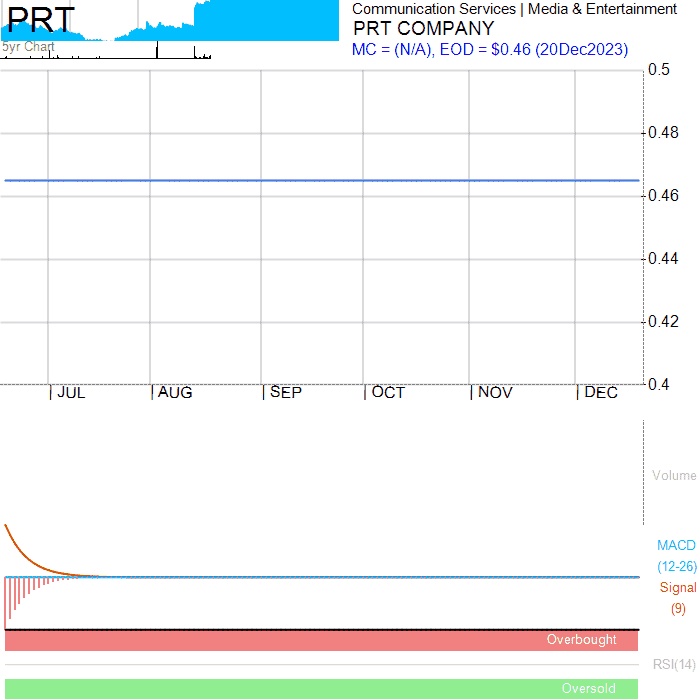 PRT
Communication Services | Media & Entertainment
PRT COMPANY
5yr Chart
MC = (N/A), EOD = $0.46 (20Dec2023)
0.5
0.48
0.46
0.44
0.42
0.4
| JUL | AUG | SEP | OCT | NOV | DEC
Volume
MACD
(12-26)
Signal
(9)
Overbought
RSI(14)
Oversold